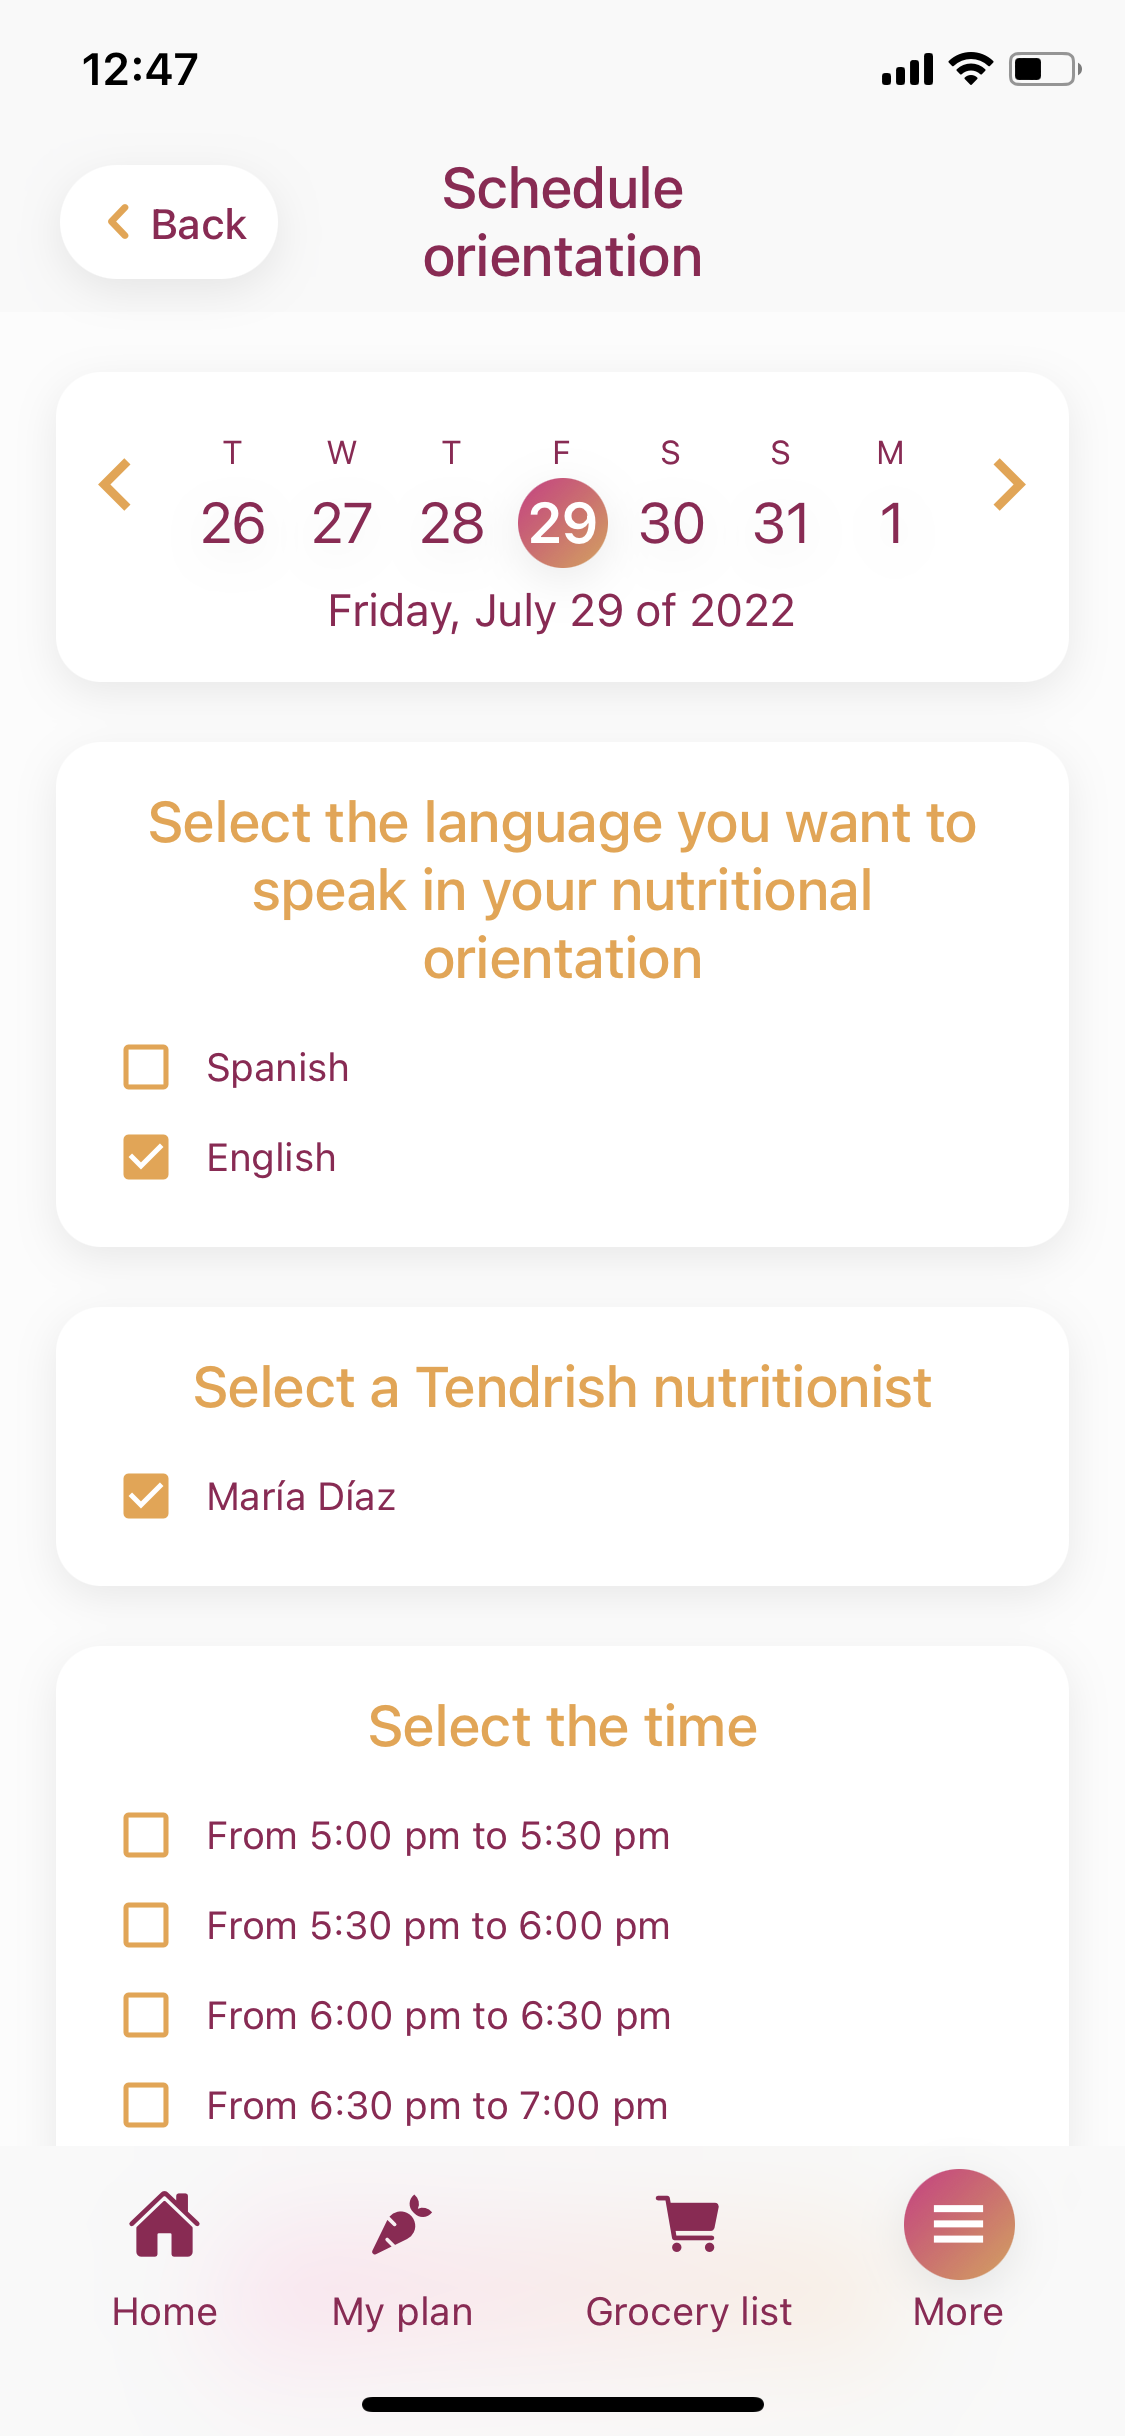 12:47
Back
Schedule
orientation
T W T F S S M
26 27 28 29 30 31 1
Friday, July 29 of 2022
Select the language you want to
speak in your nutritional
orientation
Spanish
English
Select a Tendrish nutritionist
María Díaz
Select the time
From 5:00 pm to 5:30 pm
From 5:30 pm to 6:00 pm
From 6:00 pm to 6:30 pm
From 6:30 pm to 7:00 pm
Home My plan Grocery list More